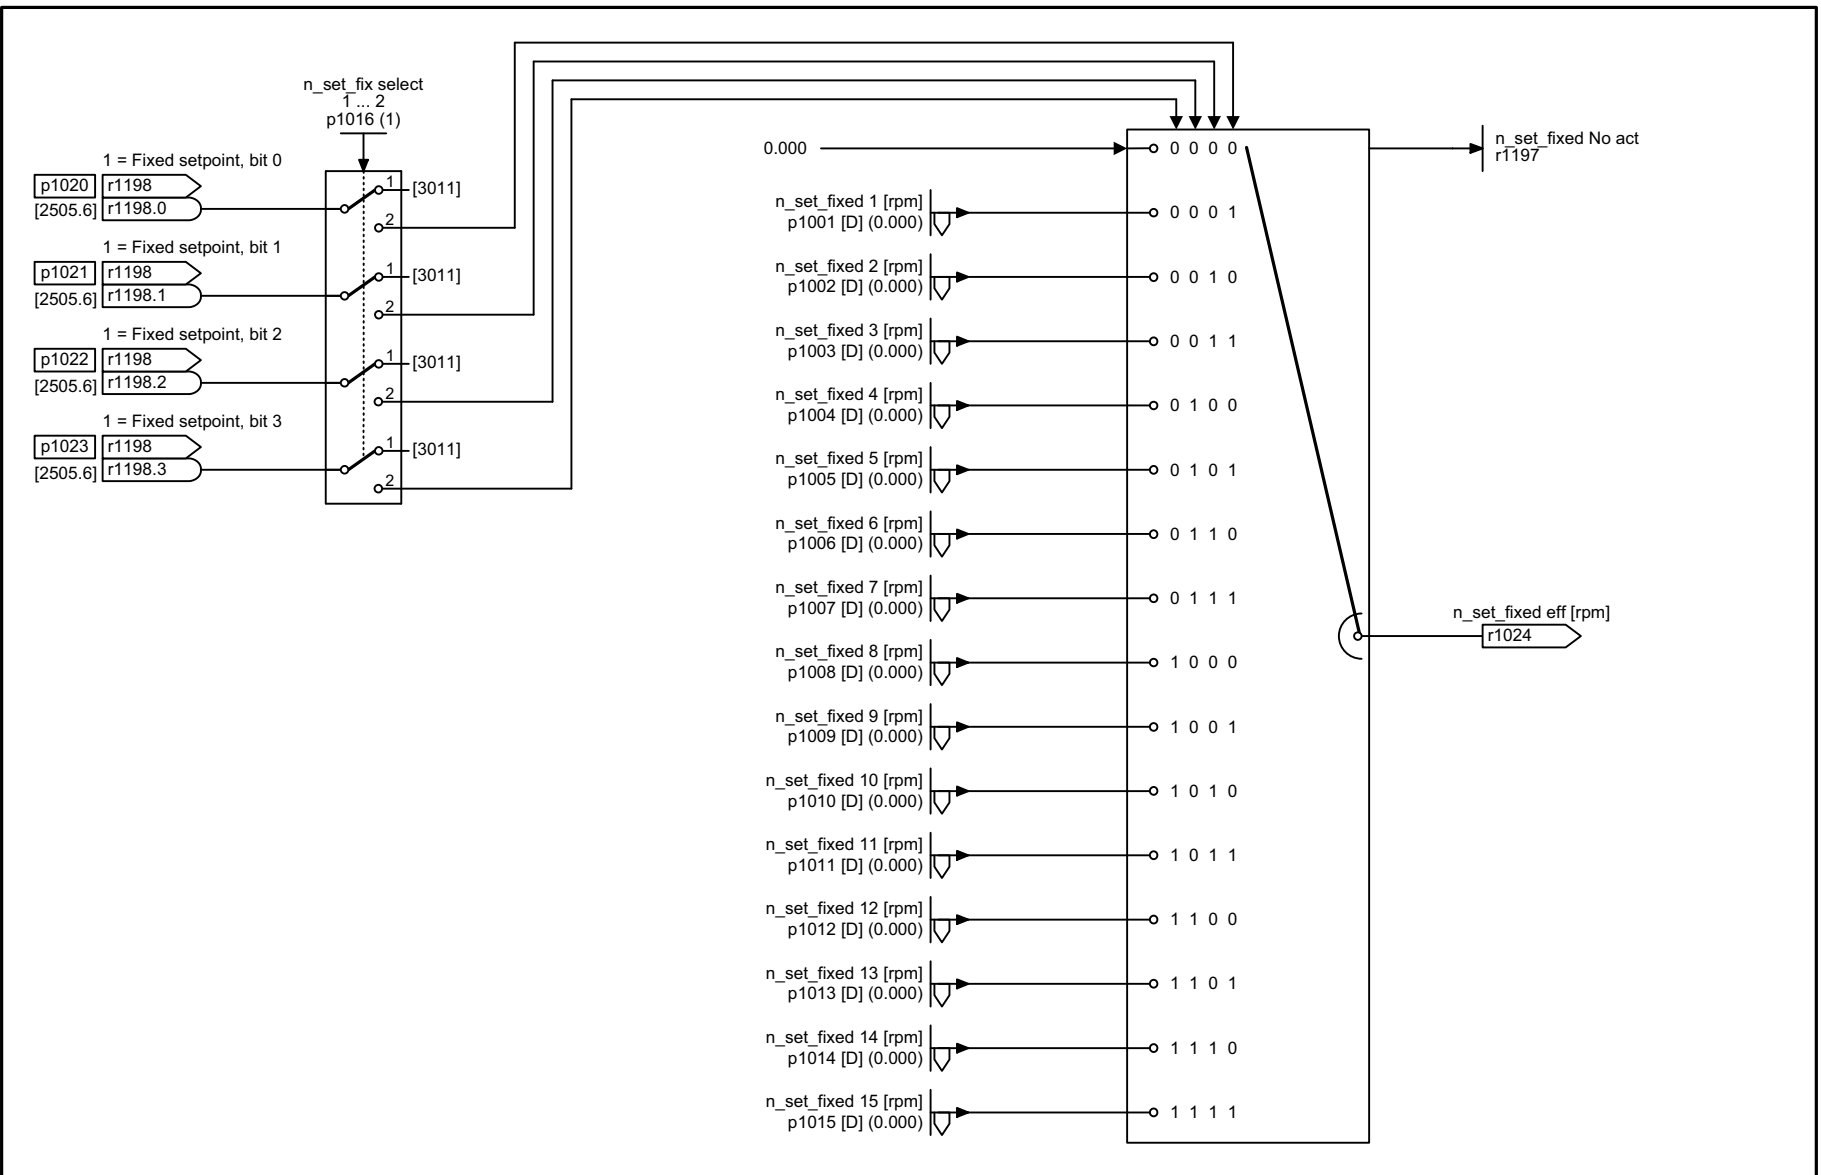 n_set_fix select
1 ... 2
p1016 (1)
1 = Fixed setpoint, bit 0
p1020 r1198
[2505.6] r1198.0
1 [3011]
2
1 = Fixed setpoint, bit 1
p1021 r1198
[2505.6] r1198.1
1 [3011]
2
1 = Fixed setpoint, bit 2
p1022 r1198
[2505.6] r1198.2
1 [3011]
2
1 = Fixed setpoint, bit 3
p1023 r1198
[2505.6] r1198.3
1 [3011]
2
0.000 0 0 0 0
n_set_fixed No act
r1197
n_set_fixed 1 [rpm]
p1001 [D] (0.000) 0 0 0 1
n_set_fixed 2 [rpm]
p1002 [D] (0.000) 0 0 1 0
n_set_fixed 3 [rpm]
p1003 [D] (0.000) 0 0 1 1
n_set_fixed 4 [rpm]
p1004 [D] (0.000) 0 1 0 0
n_set_fixed 5 [rpm]
p1005 [D] (0.000) 0 1 0 1
n_set_fixed 6 [rpm]
p1006 [D] (0.000) 0 1 1 0
n_set_fixed 7 [rpm]
p1007 [D] (0.000) 0 1 1 1
n_set_fixed eff [rpm]
r1024
n_set_fixed 8 [rpm]
p1008 [D] (0.000) 1 0 0 0
n_set_fixed 9 [rpm]
p1009 [D] (0.000) 1 0 0 1
n_set_fixed 10 [rpm]
p1010 [D] (0.000) 1 0 1 0
n_set_fixed 11 [rpm]
p1011 [D] (0.000) 1 0 1 1
n_set_fixed 12 [rpm]
p1012 [D] (0.000) 1 1 0 0
n_set_fixed 13 [rpm]
p1013 [D] (0.000) 1 1 0 1
n_set_fixed 14 [rpm]
p1014 [D] (0.000) 1 1 1 0
n_set_fixed 15 [rpm]
p1015 [D] (0.000) 1 1 1 1